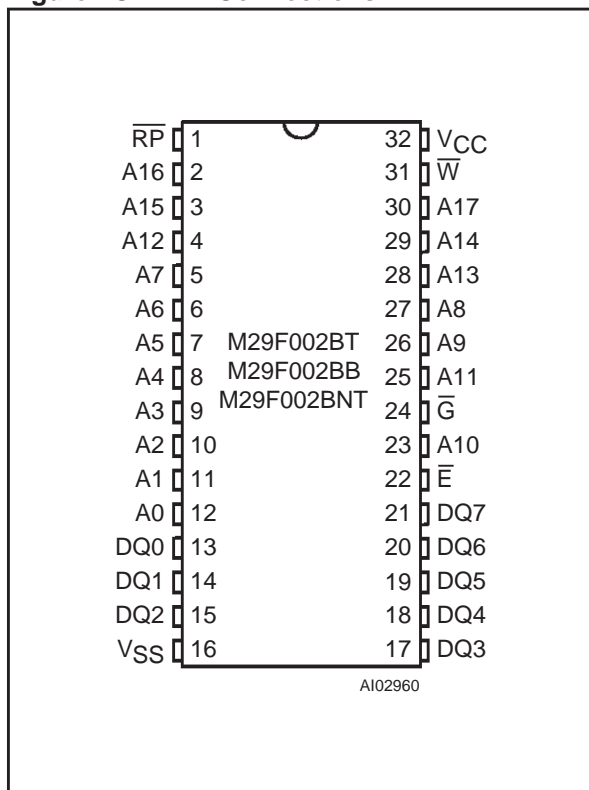 Figure Connections
R̅P̅ 1 32 VCC
A16 2 31 W̅
A15 3 30 A17
A12 4 29 A14
A7 5 28 A13
A6 6 27 A8
A5 7 M29F002BT 26 A9
A4 8 M29F002BB 25 A11
A3 9 M29F002BNT 24 G̅
A2 10 23 A10
A1 11 22 E̅
A0 12 21 DQ7
DQ0 13 20 DQ6
DQ1 14 19 DQ5
DQ2 15 18 DQ4
VSS 16 17 DQ3
AI02960